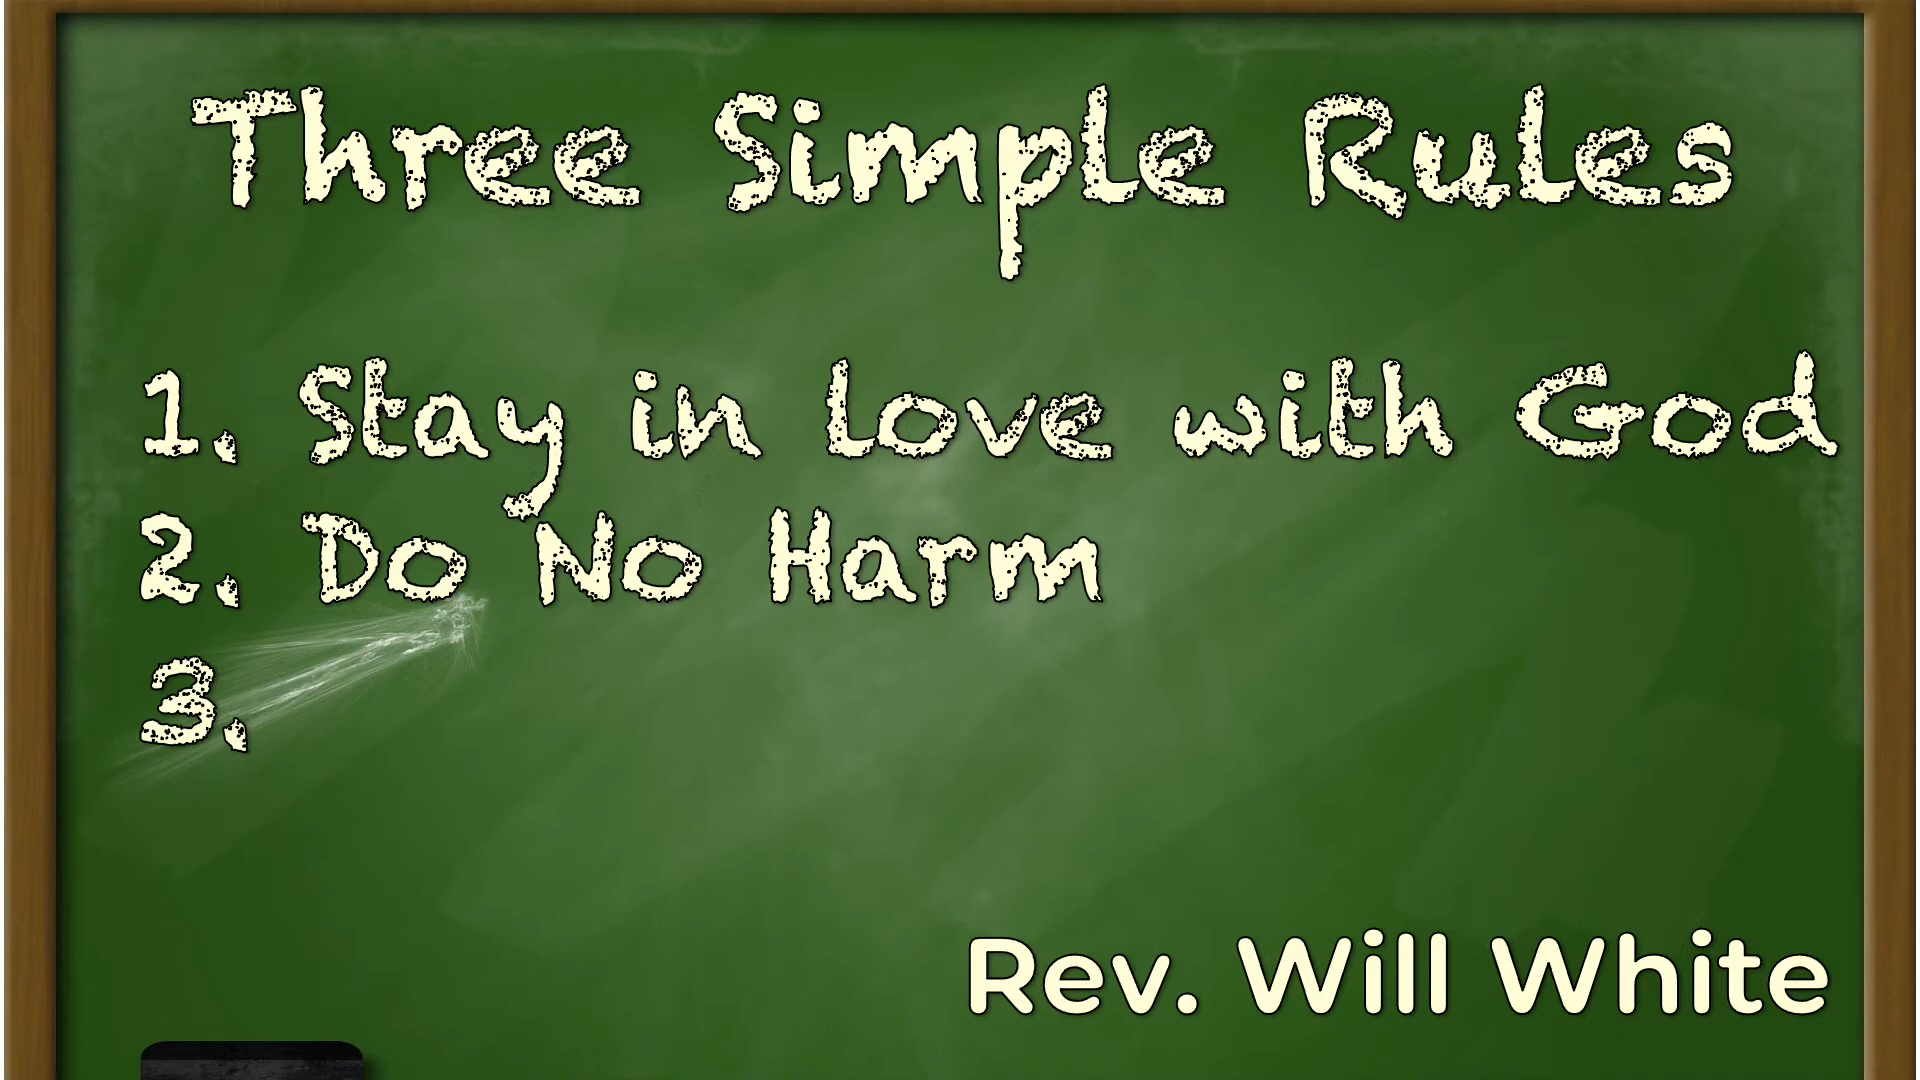 Three Simple Rules
1. Stay in love with God
2. Do No Harm
3.
Rev. Will White